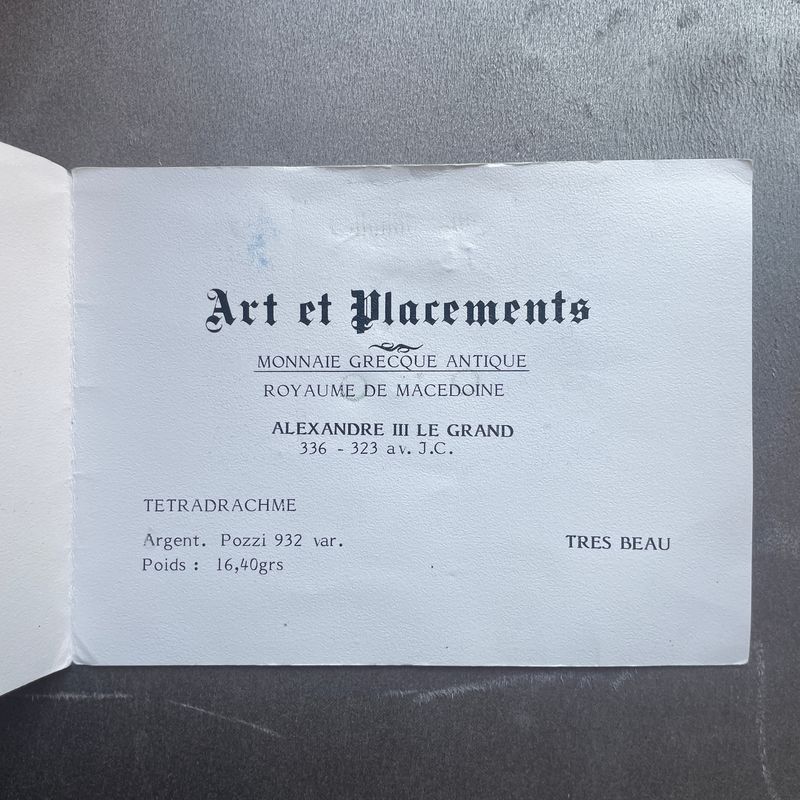 Art et Placements
MONNAIE GRECQUE ANTIQUE
ROYAUME DE MACEDOINE
ALEXANDRE III LE GRAND
336 - 323 av. J.C.
TETRADRACHME
Argent. Pozzi 932 var.
TRES BEAU
Poids : 16,40grs